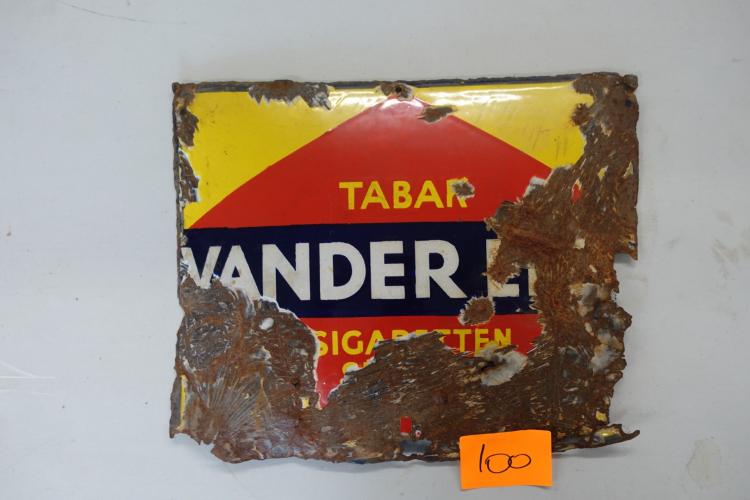 TABAK
VANDER E
SIGARETTEN
100